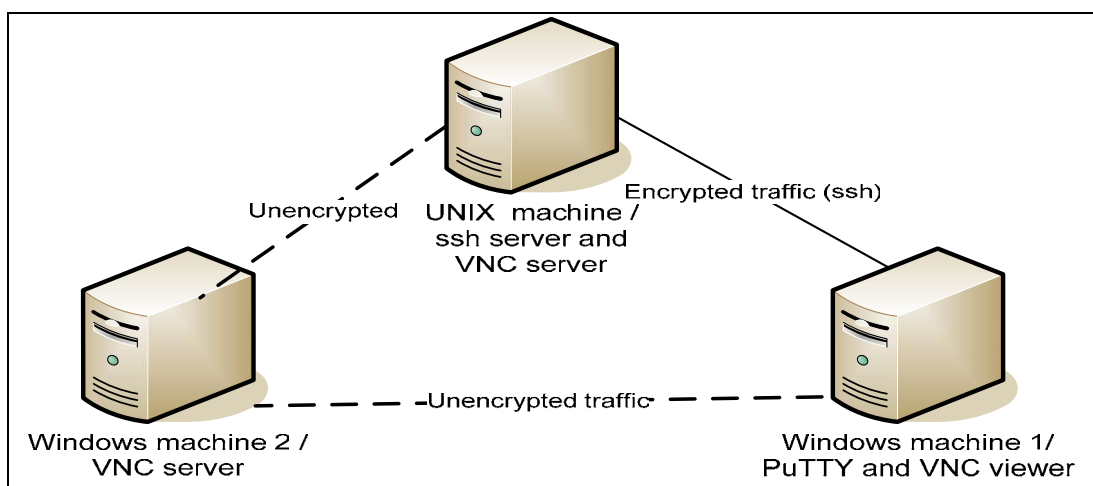 Encrypted traffic (ssh)
Unencrypted
UNIX machine /
ssh server and
VNC server
Unencrypted traffic
Windows machine 2 /
VNC server
Windows machine 1/
PuTTY and VNC viewer